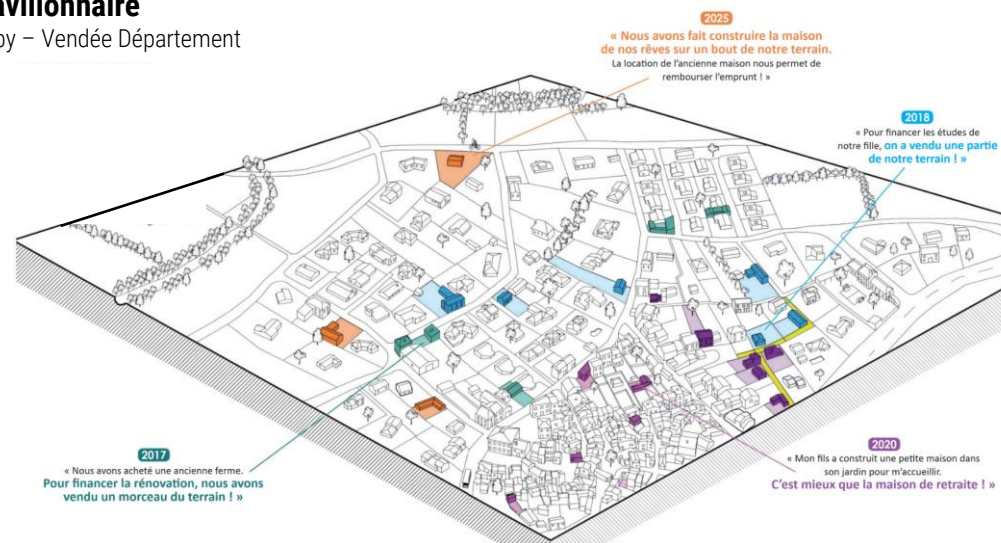 avillonnaire
by – Vendée Département
2025
« Nous avons fait construire la maison
de nos rêves sur un bout de notre terrain.
La location de l'ancienne maison nous permet de
rembourser l'emprunt ! »
2018
« Pour financer les études de
notre fille, on a vendu une partie
de notre terrain ! »
2017
« Nous avons acheté une ancienne ferme.
Pour financer la rénovation, nous avons
vendu un morceau du terrain ! »
2020
« Mon fils a construit une petite maison dans
son jardin pour m'accueillir.
C'est mieux que la maison de retraite ! »